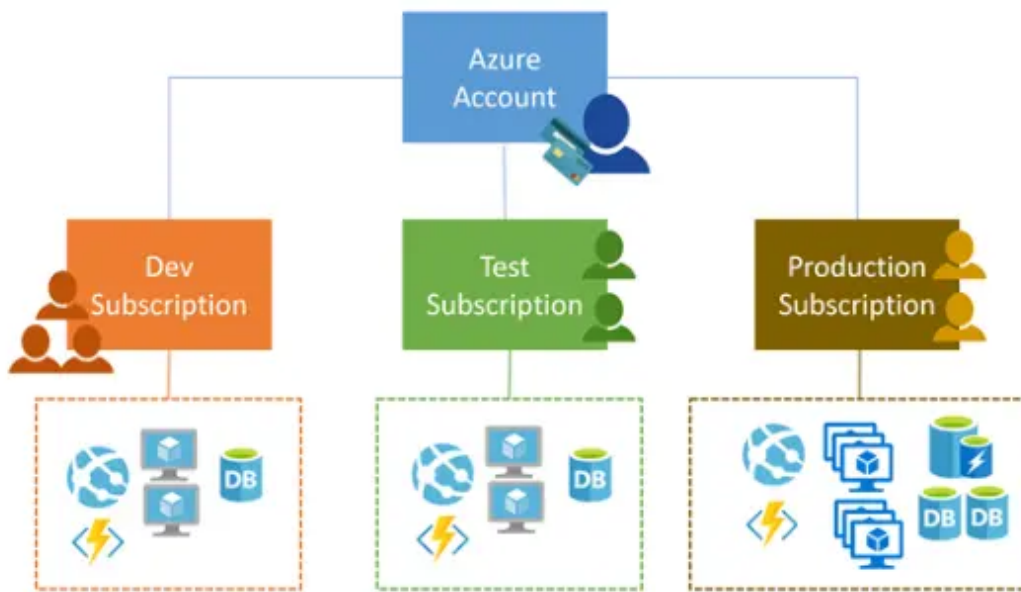 Azure
Account
Dev
Subscription
Test
Subscription
Production
Subscription
DB
DB
DB
DB